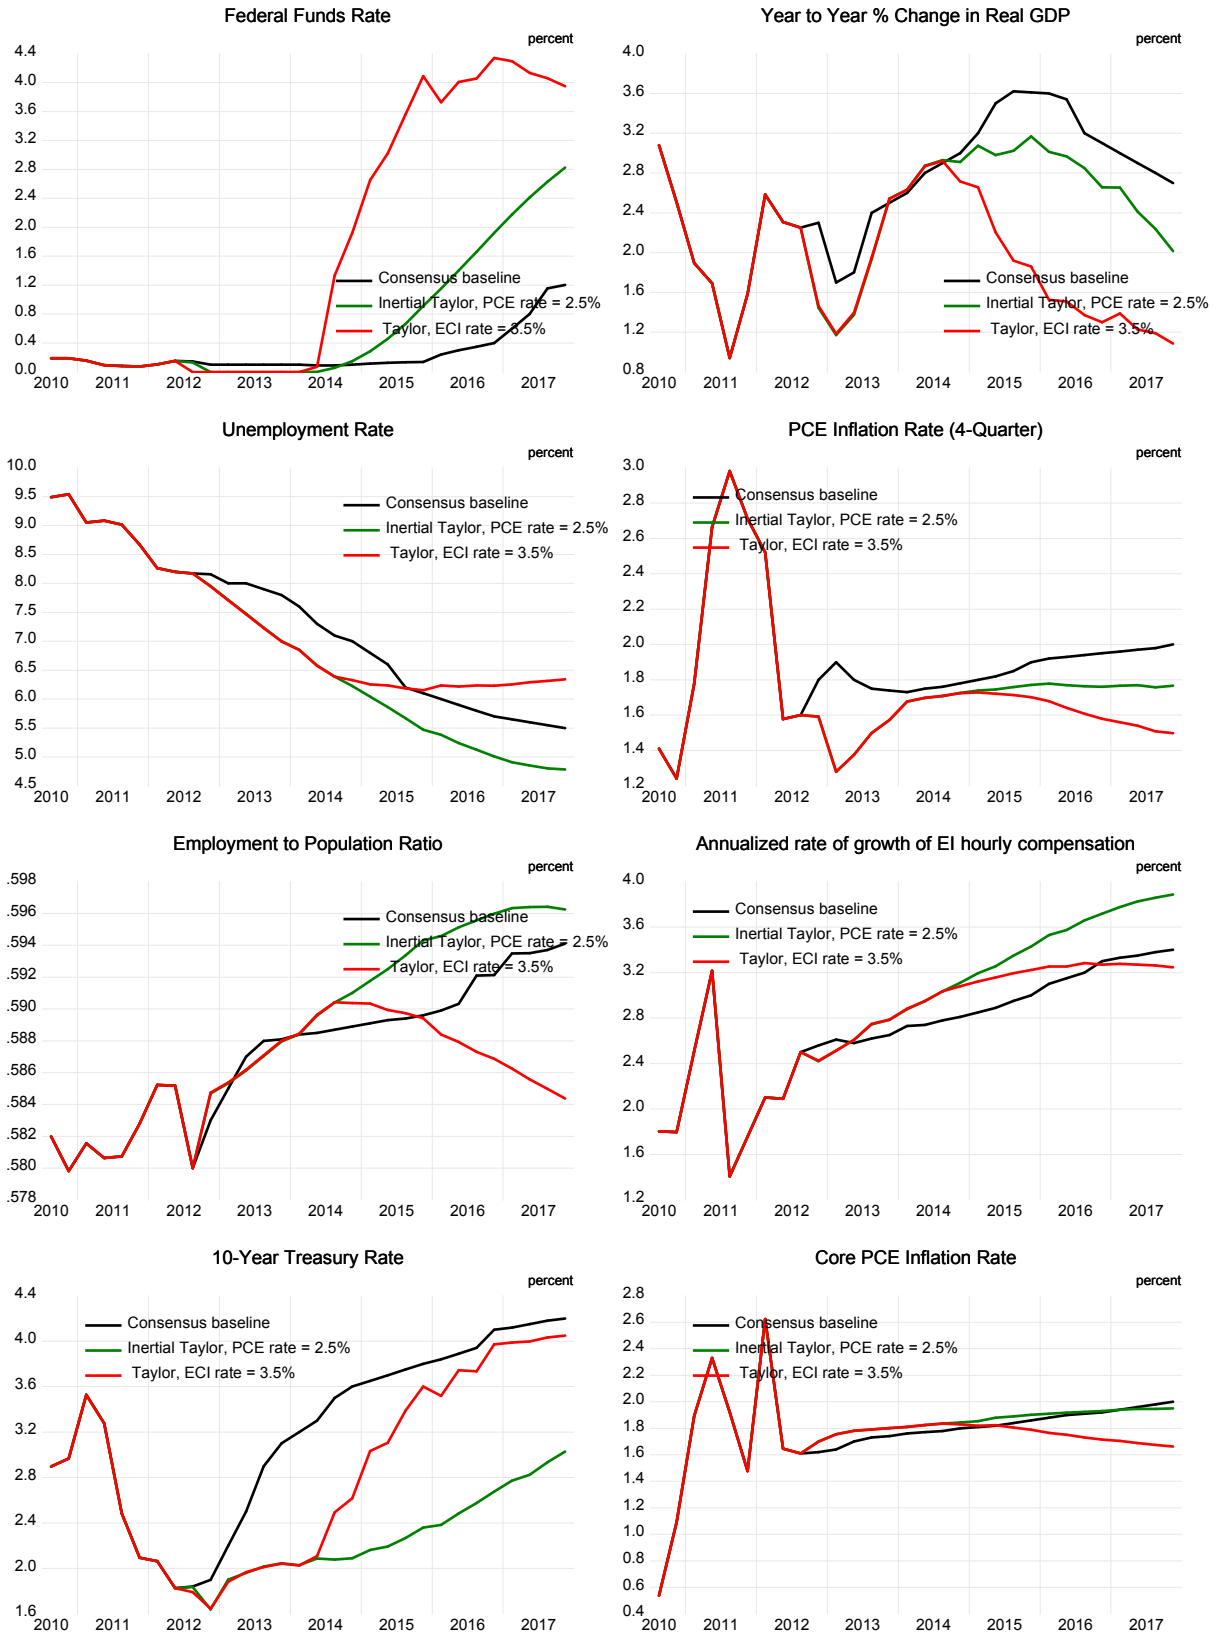 Federal Funds Rate
percent
4.4
4.0
3.6
3.2
2.8
2.4
2.0
1.6
1.2
0.8
0.4
0.0
Consensus baseline
Inertial Taylor, PCE rate = 2.5%
Taylor, ECI rate = 3.5%
2010 2011 2012 2013 2014 2015 2016 2017
Year to Year % Change in Real GDP
percent
4.0
3.6
3.2
2.8
2.4
2.0
1.6
1.2
0.8
Consensus baseline
Inertial Taylor, PCE rate = 2.5%
Taylor, ECI rate = 3.5%
2010 2011 2012 2013 2014 2015 2016 2017
Unemployment Rate
percent
10.0
9.5
9.0
8.5
8.0
7.5
7.0
6.5
6.0
5.5
5.0
4.5
Consensus baseline
Inertial Taylor, PCE rate = 2.5%
Taylor, ECI rate = 3.5%
2010 2011 2012 2013 2014 2015 2016 2017
PCE Inflation Rate (4-Quarter)
percent
3.0
2.8
2.6
2.4
2.2
2.0
1.8
1.6
1.4
1.2
Consensus baseline
Inertial Taylor, PCE rate = 2.5%
Taylor, ECI rate = 3.5%
2010 2011 2012 2013 2014 2015 2016 2017
Employment to Population Ratio
percent
.598
.596
.594
.592
.590
.588
.586
.584
.582
.580
.578
Consensus baseline
Inertial Taylor, PCE rate = 2.5%
Taylor, ECI rate = 3.5%
2010 2011 2012 2013 2014 2015 2016 2017
Annualized rate of growth of EI hourly compensation
percent
4.0
3.6
3.2
2.8
2.4
2.0
1.6
1.2
Consensus baseline
Inertial Taylor, PCE rate = 2.5%
Taylor, ECI rate = 3.5%
2010 2011 2012 2013 2014 2015 2016 2017
10-Year Treasury Rate
percent
4.4
4.0
3.6
3.2
2.8
2.4
2.0
1.6
Consensus baseline
Inertial Taylor, PCE rate = 2.5%
Taylor, ECI rate = 3.5%
2010 2011 2012 2013 2014 2015 2016 2017
Core PCE Inflation Rate
percent
2.8
2.6
2.4
2.2
2.0
1.8
1.6
1.4
1.2
1.0
0.8
0.6
0.4
Consensus baseline
Inertial Taylor, PCE rate = 2.5%
Taylor, ECI rate = 3.5%
2010 2011 2012 2013 2014 2015 2016 2017